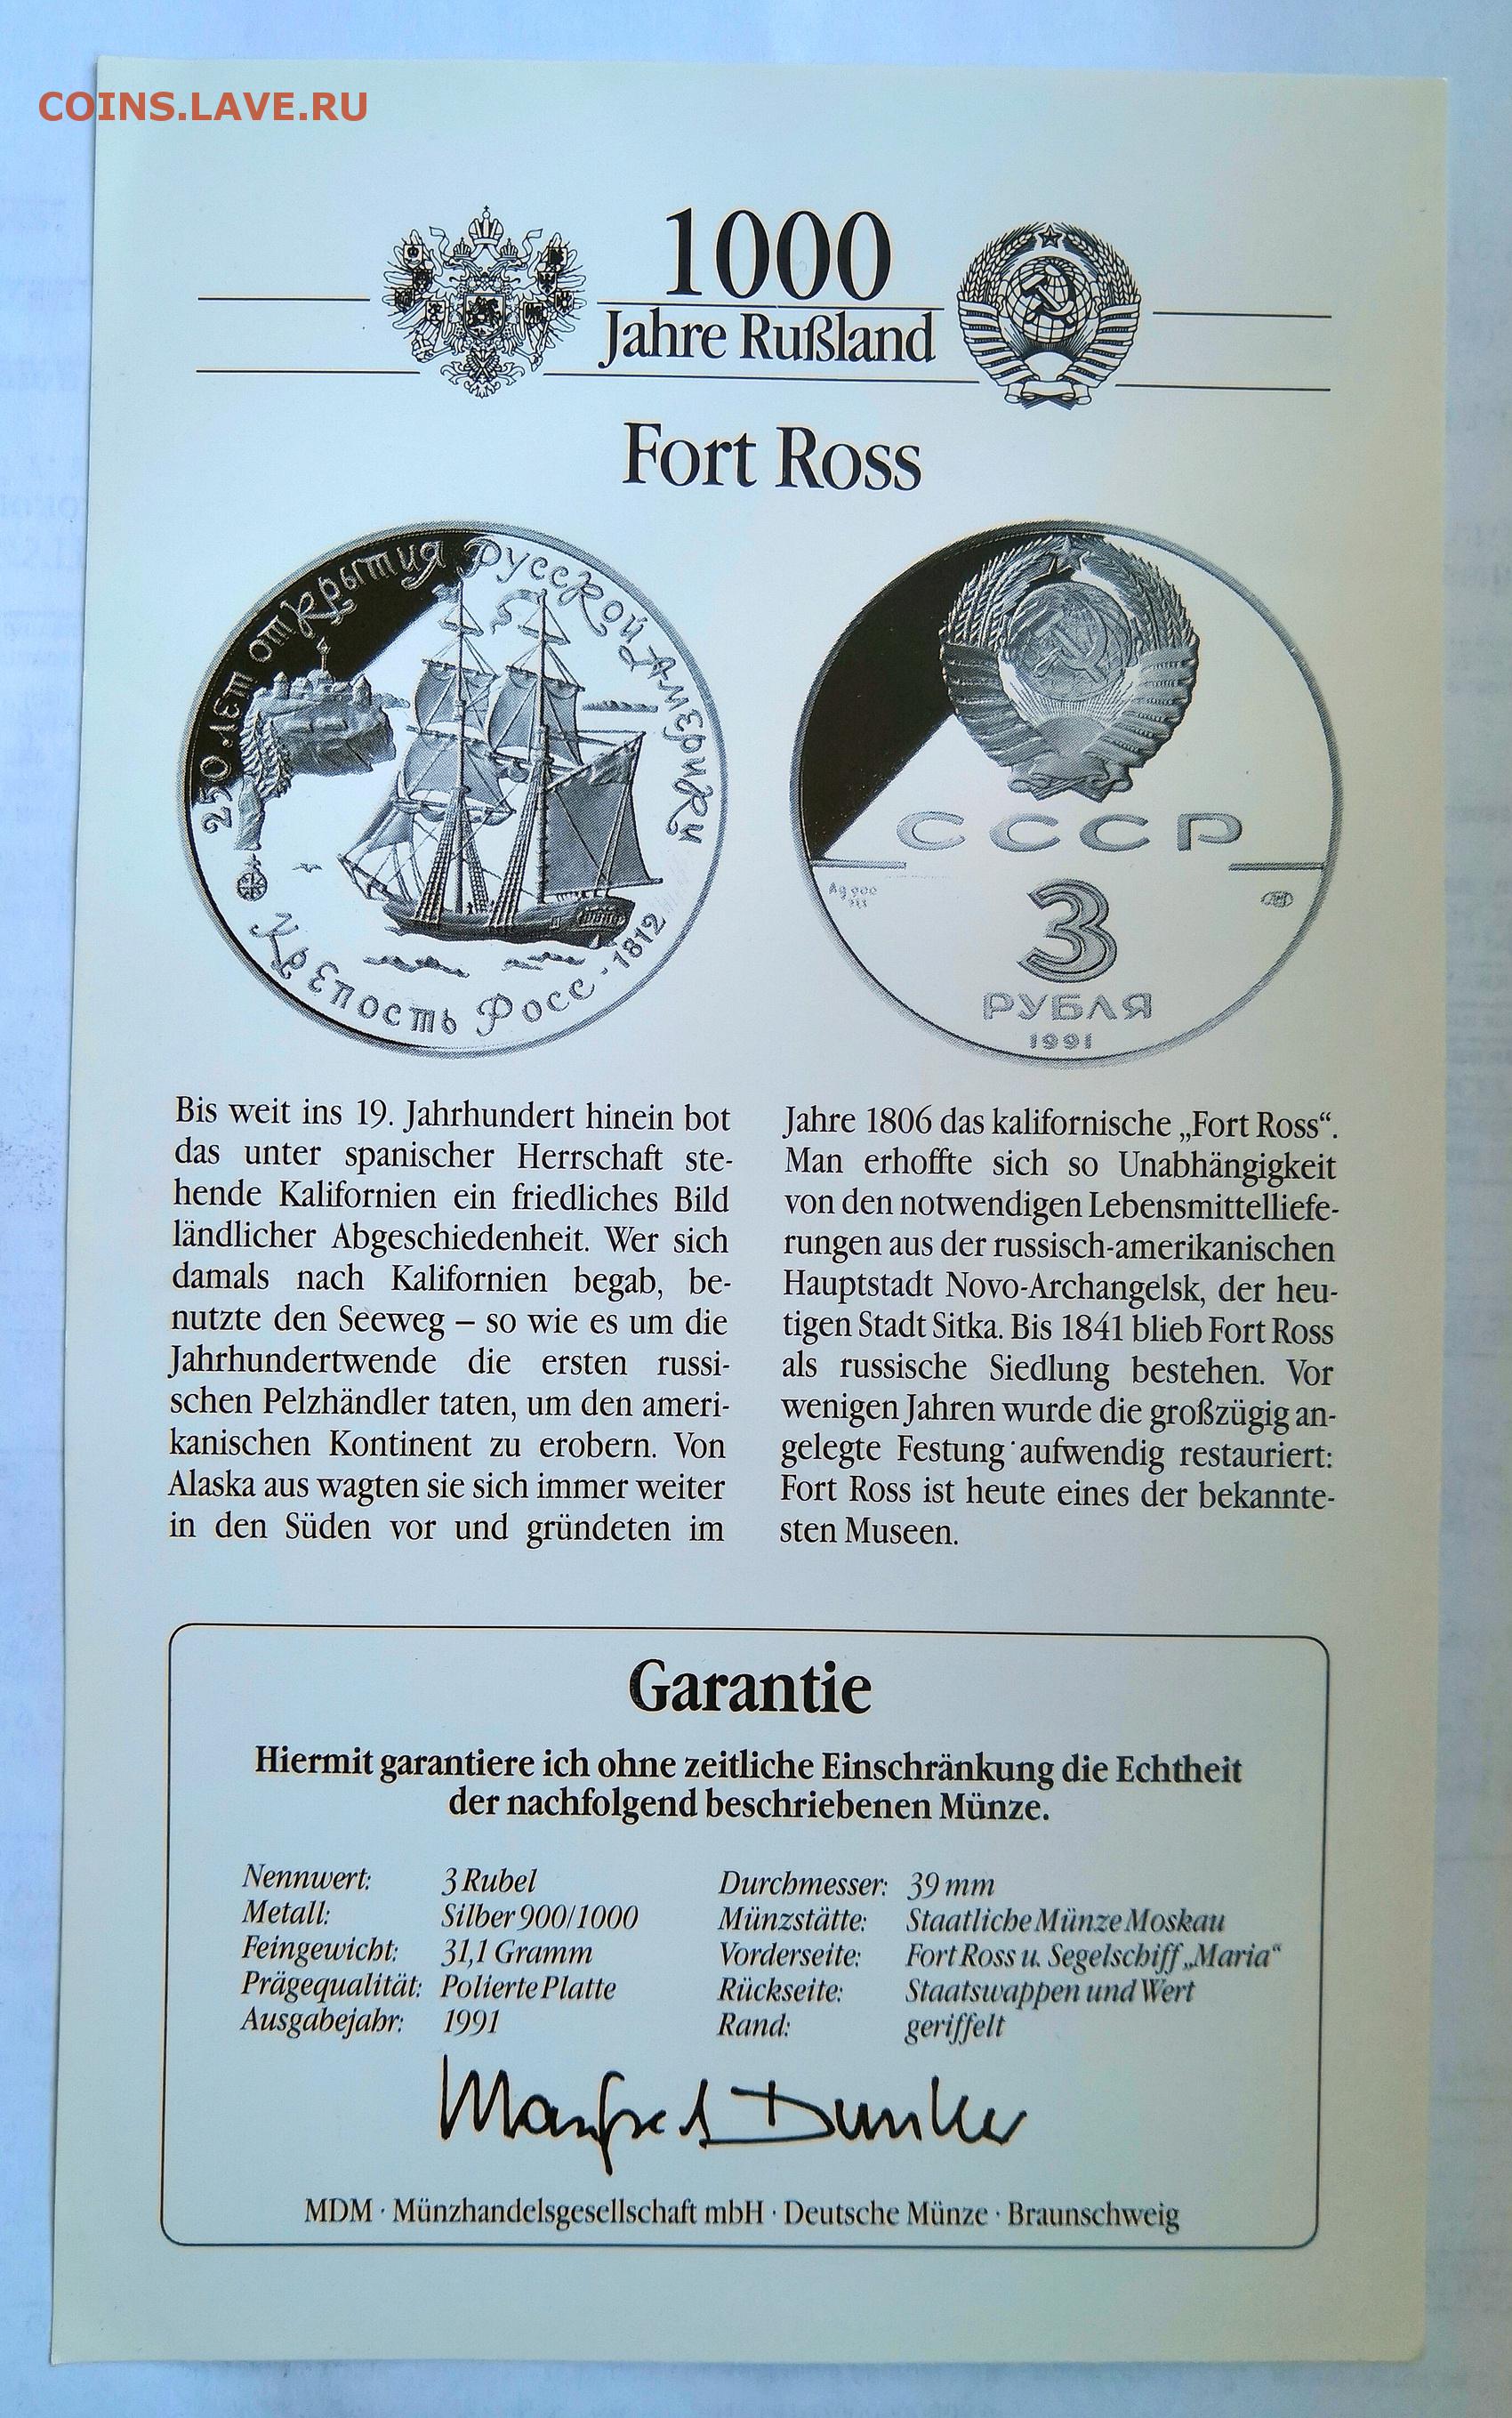 COINS.LAVE.RU
1000
Jahre Rußland
Fort Ross
250 лет открытия Русской Америки
Крепость Росс · 1812
СССР
Ag 900
3
РУБЛЯ
1991
Bis weit ins 19. Jahrhundert hinein bot
das unter spanischer Herrschaft ste-
hende Kalifornien ein friedliches Bild
ländlicher Abgeschiedenheit. Wer sich
damals nach Kalifornien begab, be-
nutzte den Seeweg – so wie es um die
Jahrhundertwende die ersten russi-
schen Pelzhändler taten, um den ameri-
kanischen Kontinent zu erobern. Von
Alaska aus wagten sie sich immer weiter
in den Süden vor und gründeten im
Jahre 1806 das kalifornische „Fort Ross“.
Man erhoffte sich so Unabhängigkeit
von den notwendigen Lebensmittelliefe-
rungen aus der russisch-amerikanischen
Hauptstadt Novo-Archangelsk, der heu-
tigen Stadt Sitka. Bis 1841 blieb Fort Ross
als russische Siedlung bestehen. Vor
wenigen Jahren wurde die großzügig an-
gelegte Festung aufwendig restauriert:
Fort Ross ist heute eines der bekannte-
sten Museen.
Garantie
Hiermit garantiere ich ohne zeitliche Einschränkung die Echtheit
der nachfolgend beschriebenen Münze.
Nennwert: 3 Rubel
Metall: Silber 900/1000
Feingewicht: 31,1 Gramm
Prägequalität: Polierte Platte
Ausgabejahr: 1991
Durchmesser: 39 mm
Münzstätte: Staatliche Münze Moskau
Vorderseite: Fort Ross u. Segelschiff „Maria“
Rückseite: Staatswappen und Wert
Rand: geriffelt
Manfred Dunker
MDM · Münzhandelsgesellschaft mbH · Deutsche Münze · Braunschweig